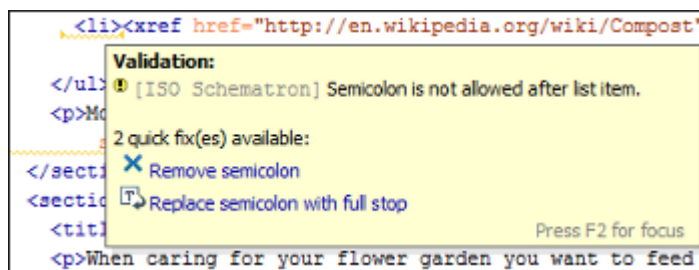 <li><xref href="http://en.wikipedia.org/wiki/Compost"
Validation:
</ul>
[ISO Schematron] Semicolon is not allowed after list item.
<p>Mo
2 quick fix(es) available:
</secti
Remove semicolon
<sectio
Replace semicolon with full stop
<titl
Press F2 for focus
<p>When caring for your flower garden you want to feed